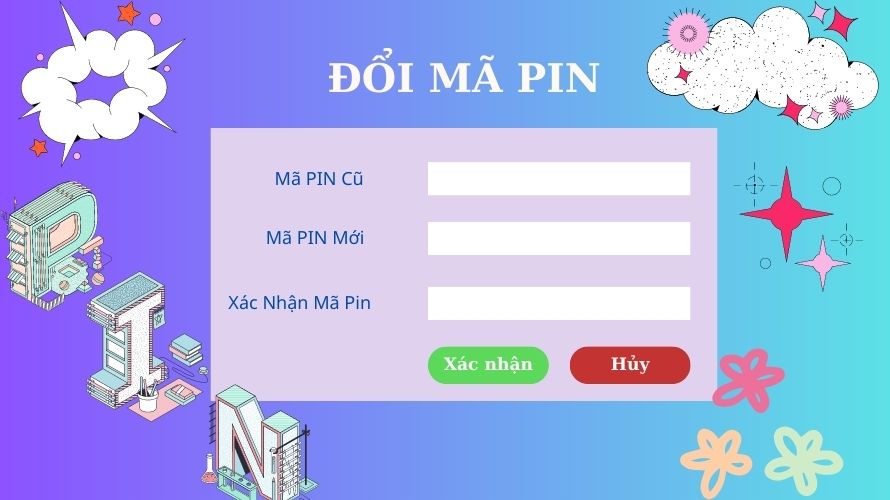 ĐỔI MÃ PIN
Mã PIN Cũ
Mã PIN Mới
Xác Nhận Mã Pin
Xác nhận Hủy
P
I
N